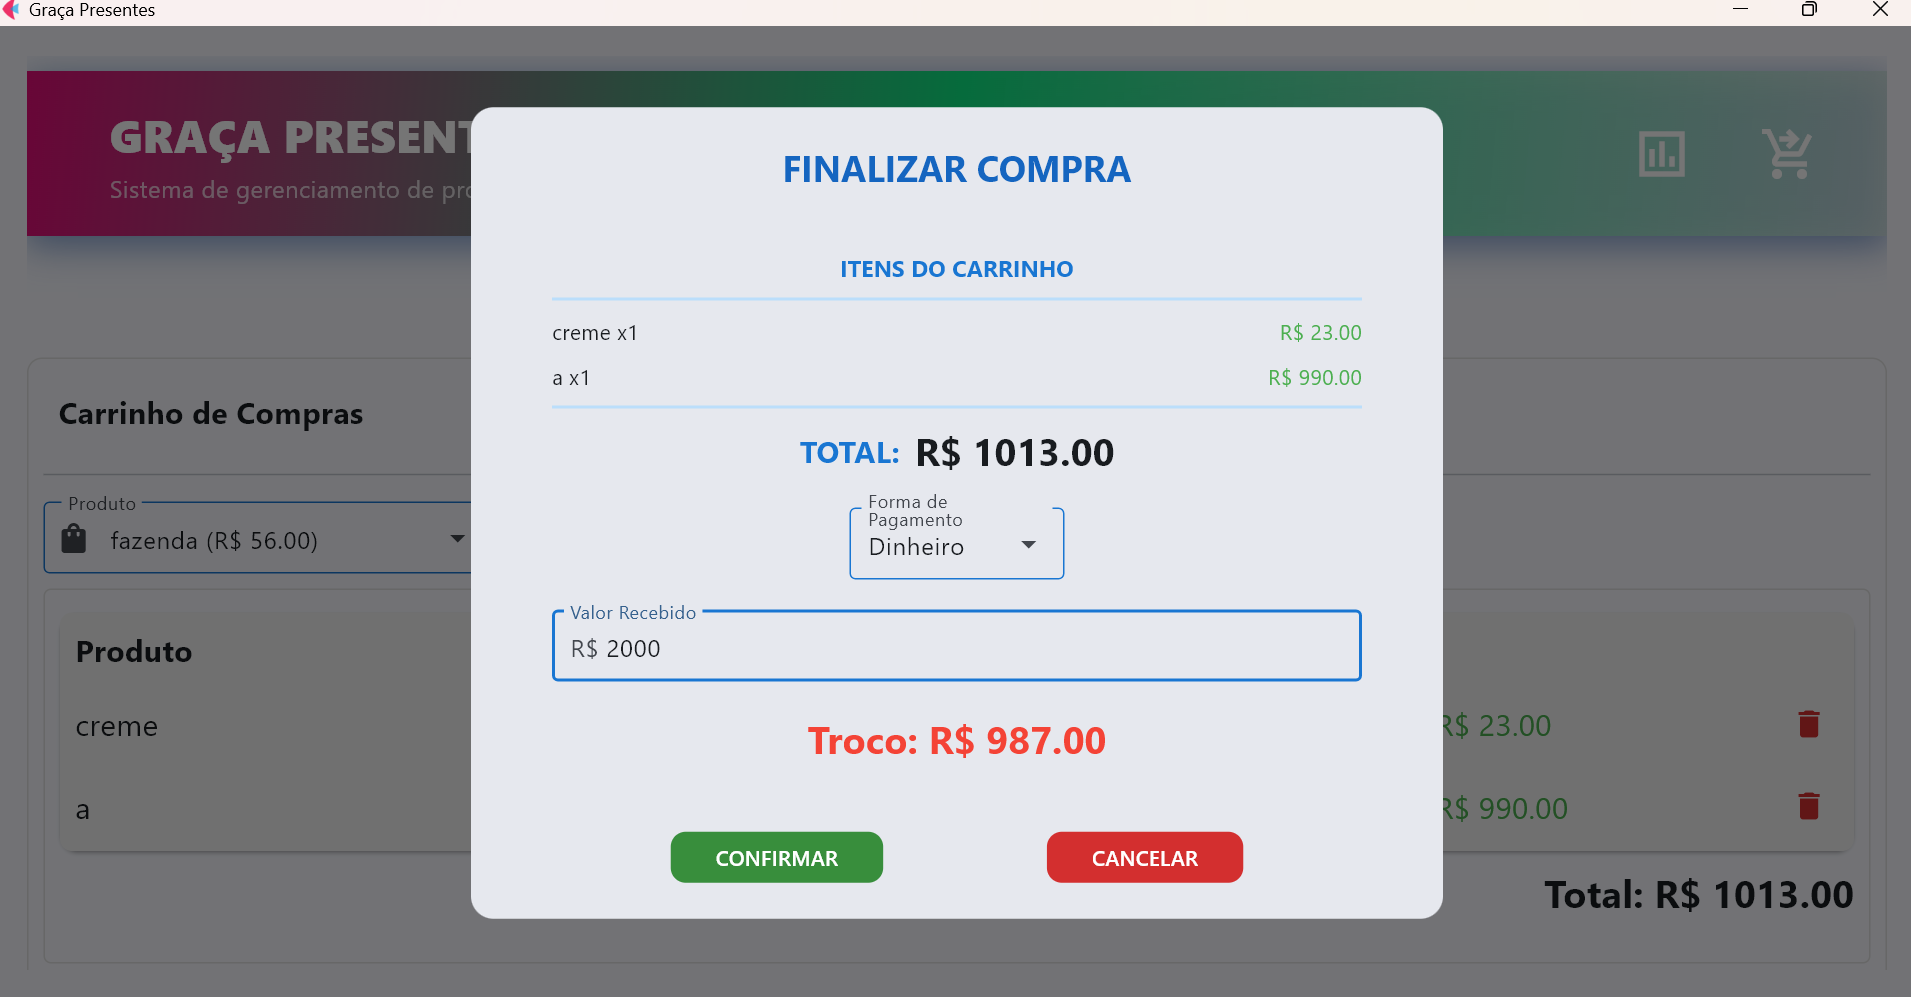 Graça Presentes
GRAÇA PRESENT
Sistema de gerenciamento de pro
FINALIZAR COMPRA
ITENS DO CARRINHO
creme x1 R$ 23.00
a x1 R$ 990.00
TOTAL: R$ 1013.00
Forma de
Pagamento
Dinheiro
Valor Recebido
R$ 2000
Troco: R$ 987.00
CONFIRMAR CANCELAR
Carrinho de Compras
Produto
fazenda (R$ 56.00)
Produto
creme R$ 23.00
a R$ 990.00
Total: R$ 1013.00